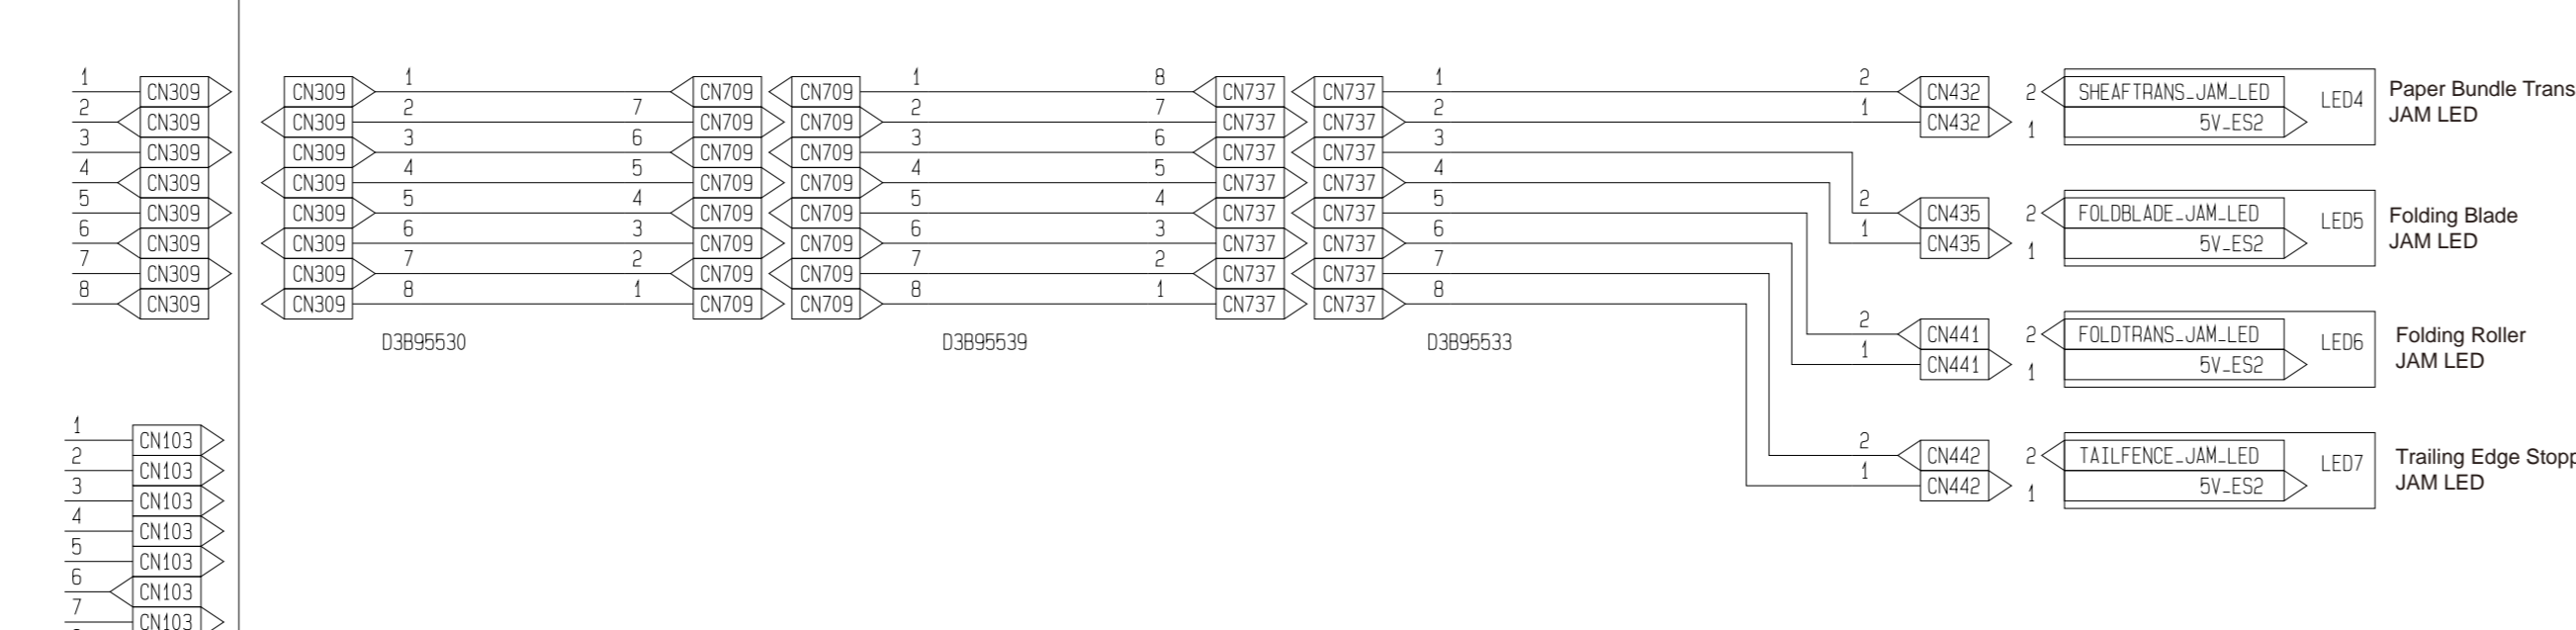 1 CN309 CN309 1 CN709 CN709 1 8 CN737 CN737 1 2 CN432 2 SHEAFTRANS_JAM_LED LED4 Paper Bundle Trans
2 CN309 CN309 2 7 CN709 CN709 2 7 CN737 CN737 2 1 CN432 1 5V_ES2 JAM LED
3 CN309 CN309 3 6 CN709 CN709 3 6 CN737 CN737 3
4 CN309 CN309 4 5 CN709 CN709 4 5 CN737 CN737 4
5 CN309 CN309 5 4 CN709 CN709 5 4 CN737 CN737 5 2 CN435 2 FOLDBLADE_JAM_LED LED5 Folding Blade
6 CN309 CN309 6 3 CN709 CN709 6 3 CN737 CN737 6 1 CN435 1 5V_ES2 JAM LED
7 CN309 CN309 7 2 CN709 CN709 7 2 CN737 CN737 7
8 CN309 CN309 8 1 CN709 CN709 8 1 CN737 CN737 8
D3B95530 D3B95539 D3B95533
2 CN441 2 FOLDTRANS_JAM_LED LED6 Folding Roller
1 CN441 1 5V_ES2 JAM LED
1 CN103
2 CN442 2 TAILFENCE_JAM_LED LED7 Trailing Edge Stopp
2 CN103
1 CN442 1 5V_ES2 JAM LED
3 CN103
4 CN103
5 CN103
6 CN103
7 CN103